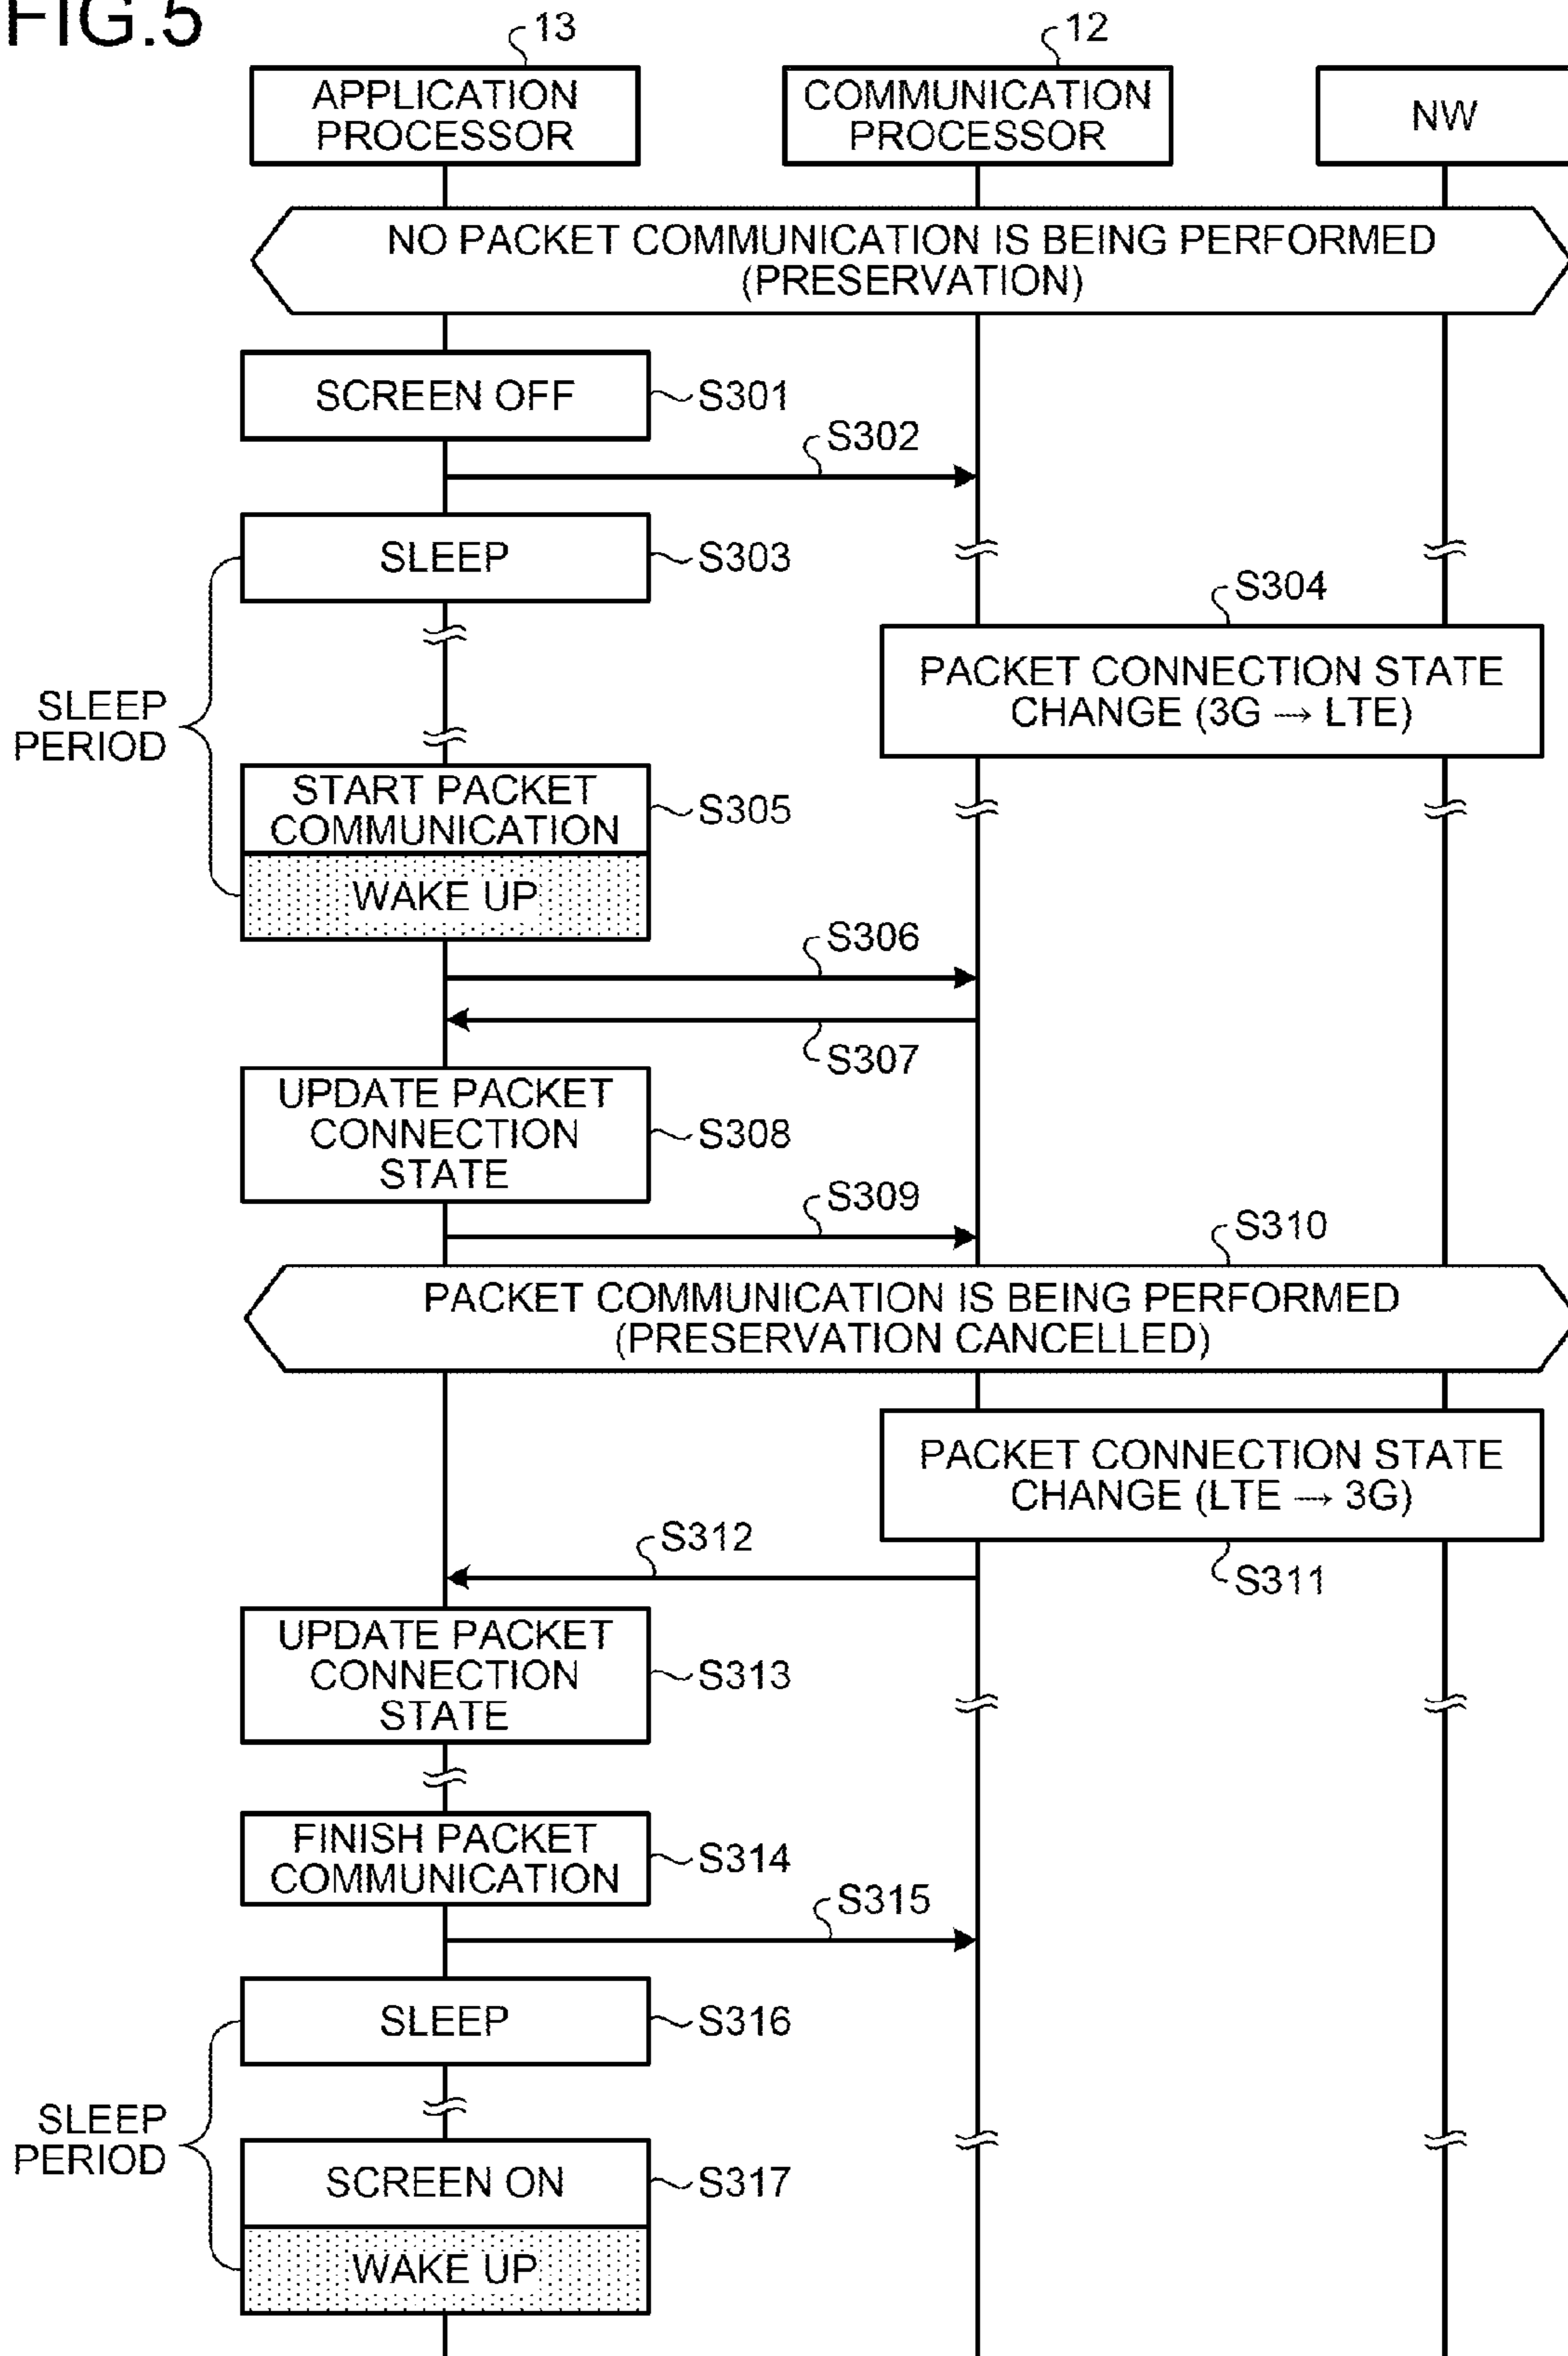 FIG.5
13
12
APPLICATION
PROCESSOR
COMMUNICATION
PROCESSOR
NW
NO PACKET COMMUNICATION IS BEING PERFORMED
(PRESERVATION)
SCREEN OFF
S301
S302
SLEEP
S303
S304
PACKET CONNECTION STATE
CHANGE (3G → LTE)
SLEEP
PERIOD
START PACKET
COMMUNICATION
S305
WAKE UP
S306
S307
UPDATE PACKET
CONNECTION
STATE
S308
S309
S310
PACKET COMMUNICATION IS BEING PERFORMED
(PRESERVATION CANCELLED)
PACKET CONNECTION STATE
CHANGE (LTE → 3G)
S311
S312
UPDATE PACKET
CONNECTION
STATE
S313
FINISH PACKET
COMMUNICATION
S314
S315
SLEEP
S316
SLEEP
PERIOD
SCREEN ON
S317
WAKE UP